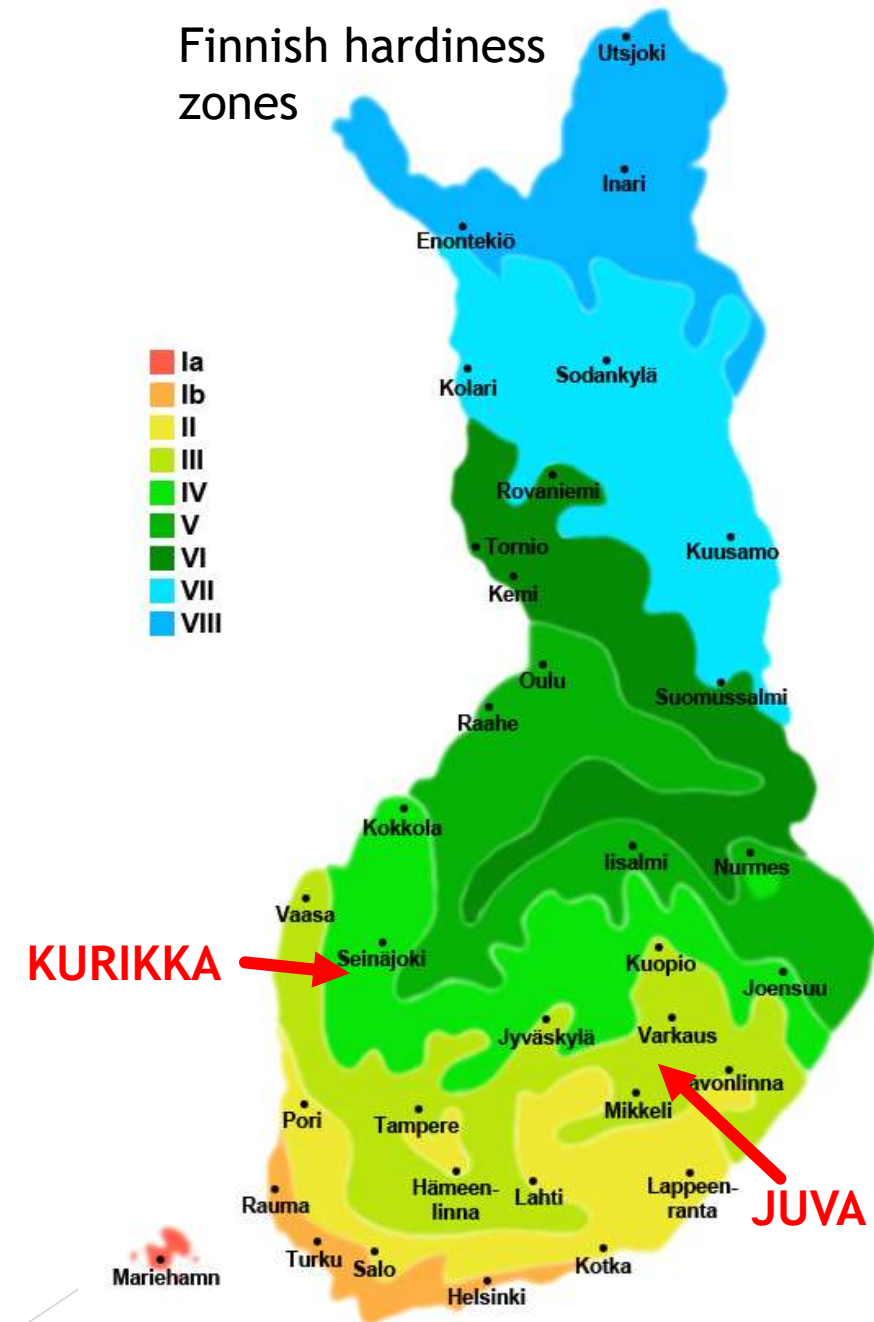 Finnish hardiness
zones
Utsjoki
Inari
Enontekiö
Ia
Ib
II
III
IV
V
VI
VII
VIII
Kolari
Sodankylä
Rovaniemi
Tornio
Kemi
Kuusamo
Oulu
Suomussalmi
Raahe
Kokkola
Iisalmi
Nurmes
Vaasa
KURIKKA
Seinäjoki
Kuopio
Joensuu
Jyväskylä
Varkaus
avonlinna
Mikkeli
Pori
Tampere
Rauma
Hämeen-
linna
Lahti
Lappeen-
ranta
JUVA
Turku
Salo
Kotka
Mariehamn
Helsinki